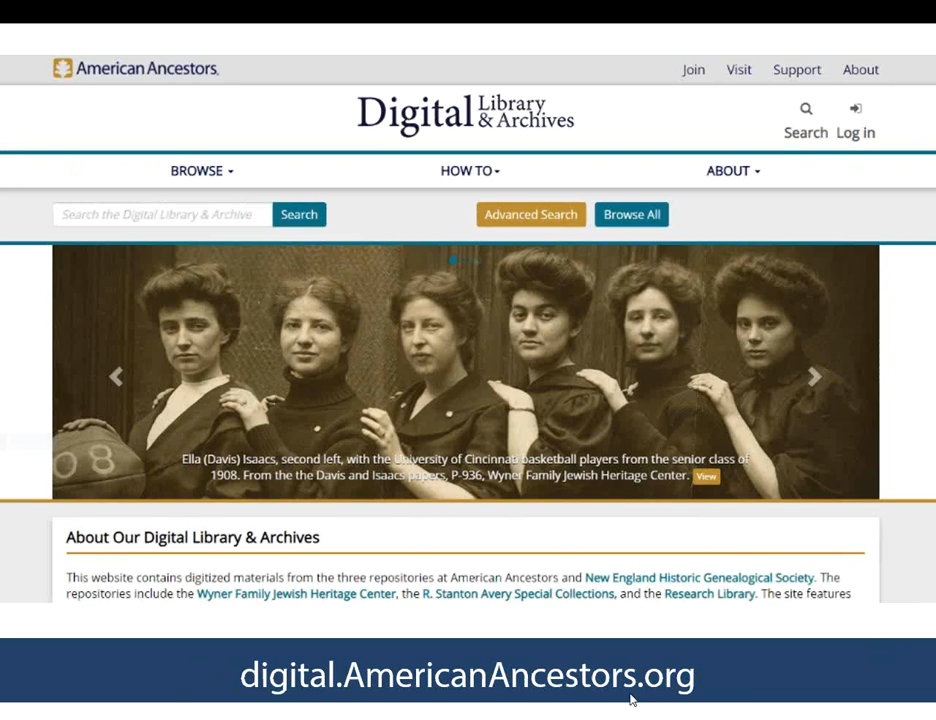 American Ancestors.
Join Visit Support About
Digital Library & Archives
Search Log in
BROWSE HOW TO ABOUT
Search the Digital Library & Archive Search Advanced Search Browse All
08
Ella (Davis) Isaacs, second left, with the University of Cincinnati basketball players from the senior class of
1908. From the the Davis and Isaacs papers, P-936, Wyner Family Jewish Heritage Center. View
About Our Digital Library & Archives
This website contains digitized materials from the three repositories at American Ancestors and New England Historic Genealogical Society. The
repositories include the Wyner Family Jewish Heritage Center, the R. Stanton Avery Special Collections, and the Research Library. The site features
digital.AmericanAncestors.org